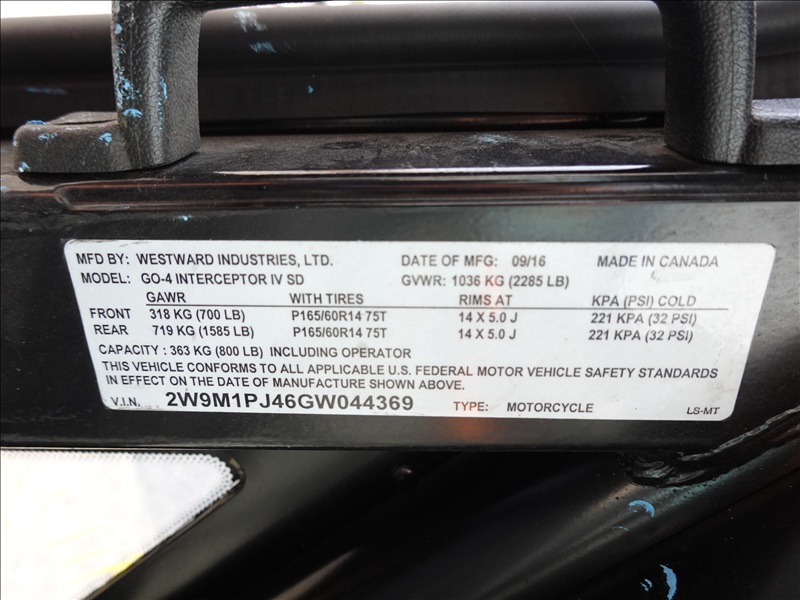 MFD BY: WESTWARD INDUSTRIES, LTD. DATE OF MFG: 09/16 MADE IN CANADA
MODEL: GO-4 INTERCEPTOR IV SD GVWR: 1036 KG (2285 LB)
GAWR WITH TIRES RIMS AT KPA (PSI) COLD
FRONT 318 KG (700 LB) P165/60R14 75T 14 X 5.0 J 221 KPA (32 PSI)
REAR 719 KG (1585 LB) P165/60R14 75T 14 X 5.0 J 221 KPA (32 PSI)
CAPACITY : 363 KG (800 LB) INCLUDING OPERATOR
THIS VEHICLE CONFORMS TO ALL APPLICABLE U.S. FEDERAL MOTOR VEHICLE SAFETY STANDARDS
IN EFFECT ON THE DATE OF MANUFACTURE SHOWN ABOVE.
V.I.N. 2W9M1PJ46GW044369 TYPE: MOTORCYCLE LS-MT